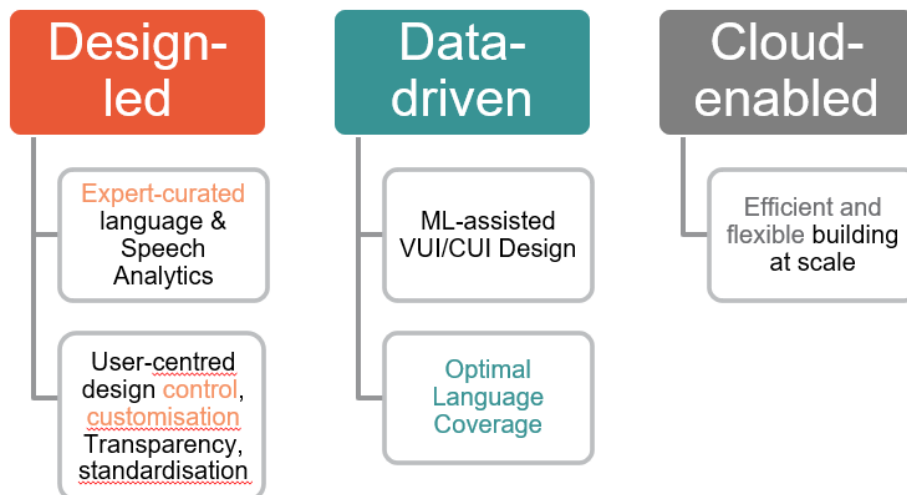 Design-
led
Expert-curated
language &
Speech
Analytics
User-centred
design control,
customisation
Transparency,
standardisation
Data-
driven
ML-assisted
VUI/CUI Design
Optimal
Language
Coverage
Cloud-
enabled
Efficient and
flexible building
at scale